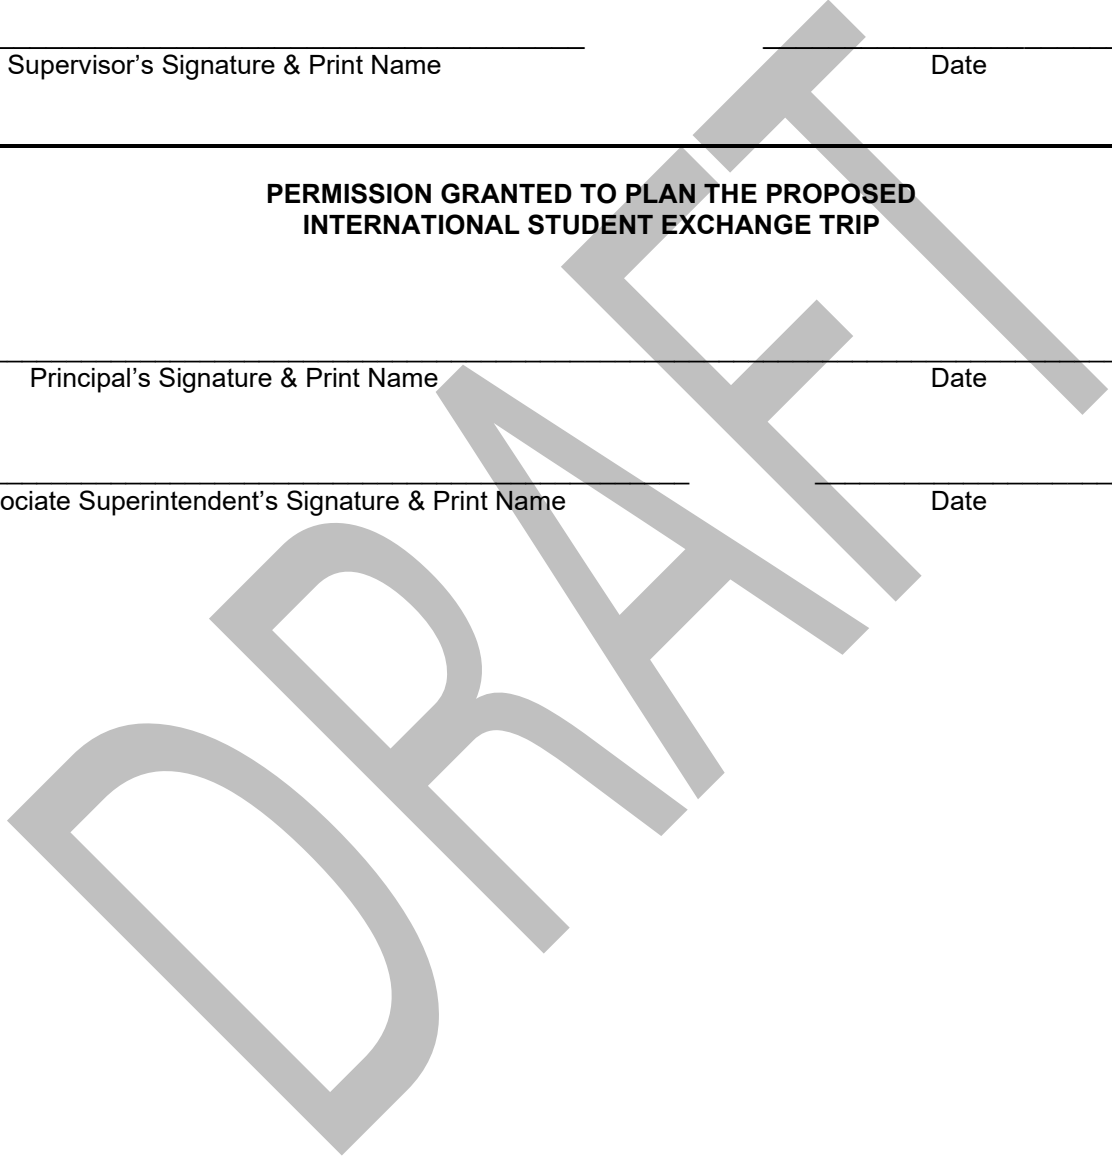 Supervisor’s Signature & Print Name Date
PERMISSION GRANTED TO PLAN THE PROPOSED
INTERNATIONAL STUDENT EXCHANGE TRIP
Principal’s Signature & Print Name Date
ociate Superintendent’s Signature & Print Name Date
DRAFT